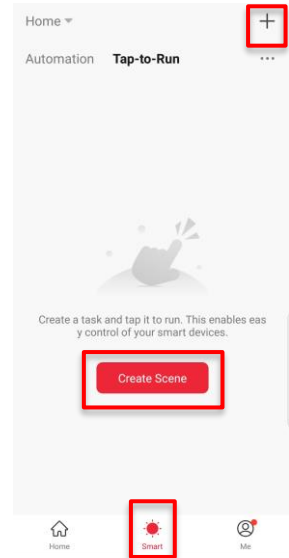 Home
Automation Tap-to-Run
Create a task and tap it to run. This enables eas
y control of your smart devices.
Create Scene
Home Smart Me